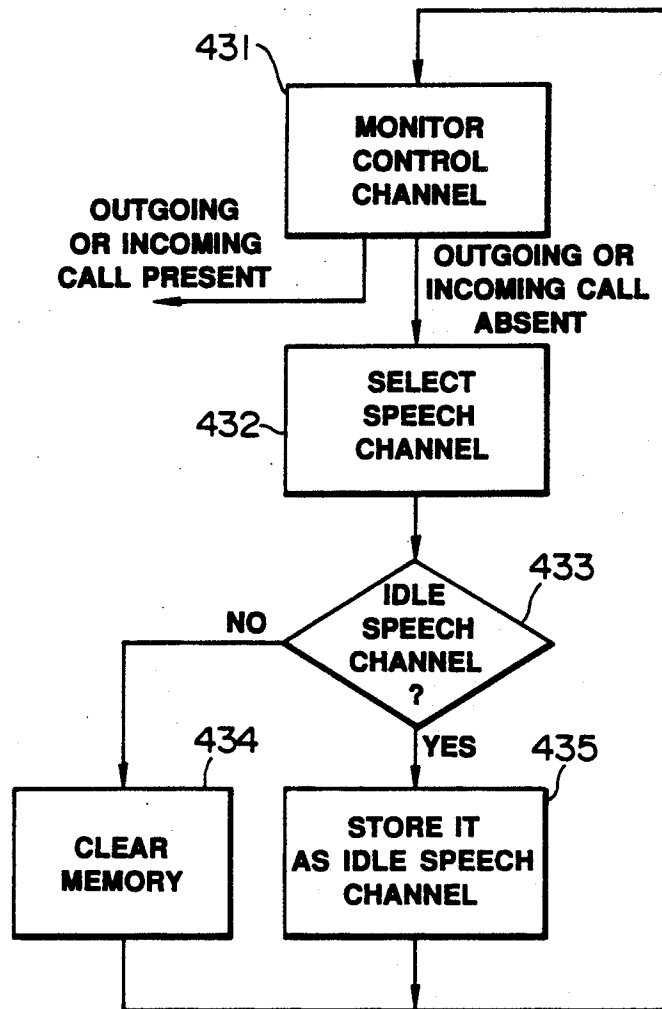 431
MONITOR
CONTROL
CHANNEL
OUTGOING
OR INCOMING
CALL PRESENT
OUTGOING OR
INCOMING CALL
ABSENT
432
SELECT
SPEECH
CHANNEL
433
IDLE
SPEECH
CHANNEL
?
NO
YES
434
CLEAR
MEMORY
435
STORE IT
AS IDLE SPEECH
CHANNEL